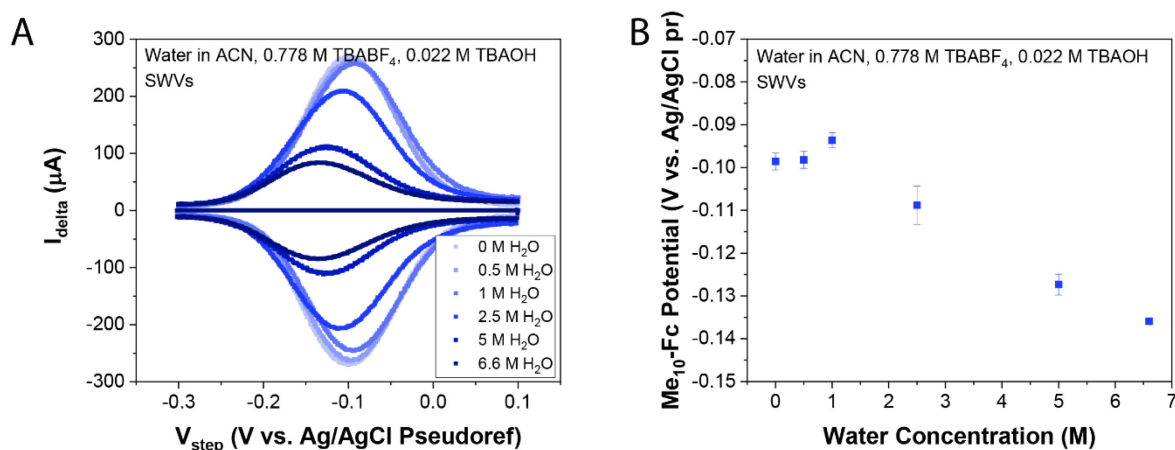 A
Water in ACN, 0.778 M TBABF₄, 0.022 M TBAOH
SWVs
300
200
100
0
-100
-200
-300
I_delta (μA)
0 M H₂O
0.5 M H₂O
1 M H₂O
2.5 M H₂O
5 M H₂O
6.6 M H₂O
-0.3 -0.2 -0.1 0.0 0.1
V_step (V vs. Ag/AgCl Pseudoref)
B
Water in ACN, 0.778 M TBABF₄, 0.022 M TBAOH
SWVs
-0.07
-0.08
-0.09
-0.10
-0.11
-0.12
-0.13
-0.14
-0.15
Me₁₀-Fc Potential (V vs. Ag/AgCl pr)
0 1 2 3 4 5 6 7
Water Concentration (M)